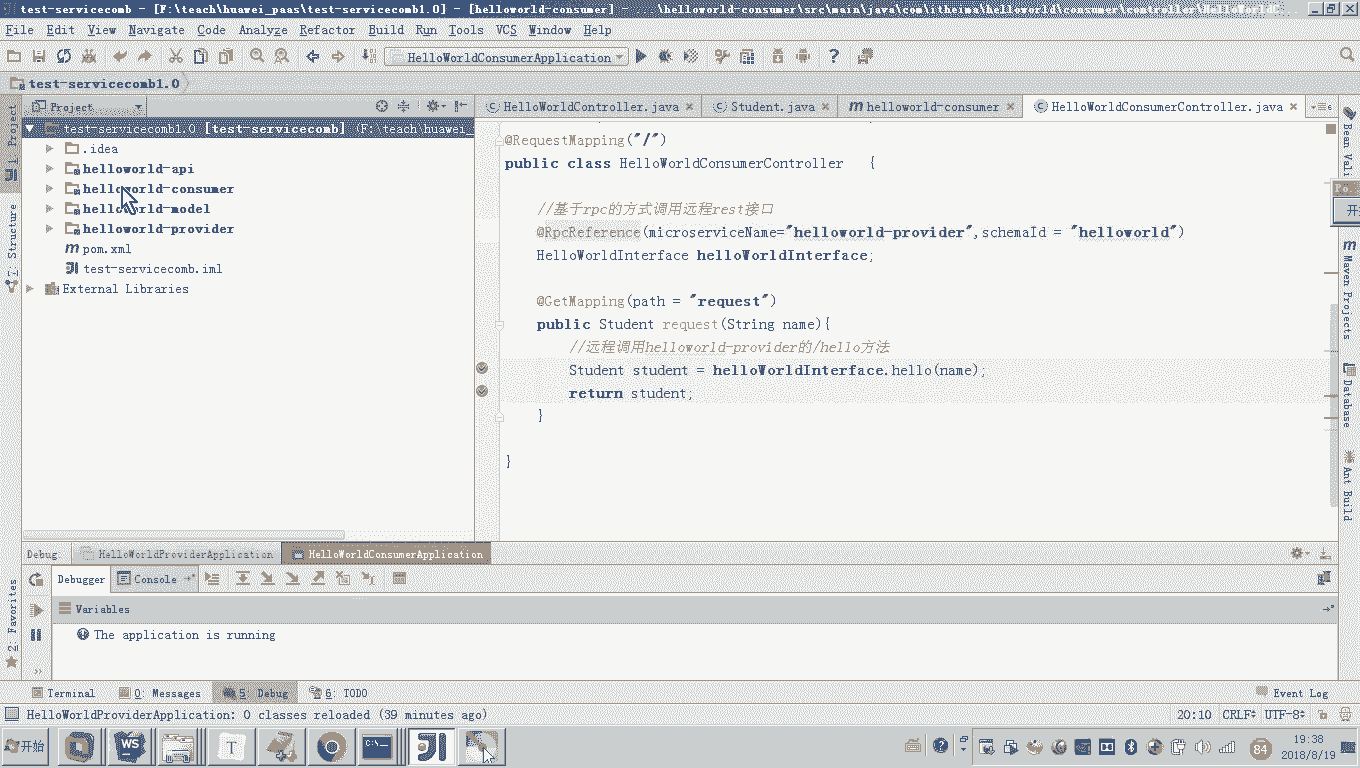 test-servicecomb - [F:\teach\huawei_paas\test-servicecomb1.0] - [helloworld-consumer] - ...\helloworld-consumer\src\main\java\com\itheima\helloworld\consumer\controller\HelloWorld
File Edit View Navigate Code Analyze Refactor Build Run Tools VCS Window Help
HelloWorldConsumerApplication
test-servicecomb1.0
Project
HelloWorldController.java
Student.java
helloworld-consumer
HelloWorldConsumerController.java
1: Project
7: Structure
2: Favorites
test-servicecomb1.0 [test-servicecomb] (F:\teach\huawei_
.idea
helloworld-api
helloworld-consumer
helloworld-model
helloworld-provider
pom.xml
test-servicecomb.iml
External Libraries
@RequestMapping("/")
public class HelloWorldConsumerController {
//基于rpc的方式调用远程rest接口
@RpcReference(microserviceName="helloworld-provider",schemaId = "helloworld")
HelloWorldInterface helloWorldInterface;
@GetMapping(path = "request")
public Student request(String name){
//远程调用helloworld-provider的/hello方法
Student student = helloWorldInterface.hello(name);
return student;
}
}
Bean Vali
Po.
开
Maven Projects
Database
Ant Build
Debug:
HelloWorldProviderApplication
HelloWorldConsumerApplication
Debugger
Console
Variables
The application is running
Terminal
0: Messages
5: Debug
6: TODO
Event Log
HelloWorldProviderApplication: 0 classes reloaded (39 minutes ago)
20:10 CRLF UTF-8
开始
84
19:38
2018/8/19